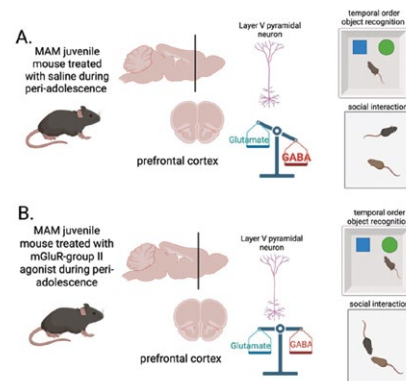 A.
MAM juvenile
mouse treated
with saline during
peri-adolescence
prefrontal cortex
Layer V pyramidal
neuron
Glutamate
GABA
temporal order
object recognition
social interaction
B.
MAM juvenile
mouse treated with
mGluR-group II
agonist during peri-
adolescence
prefrontal cortex
Layer V pyramidal
neuron
Glutamate
GABA
temporal order
object recognition
social interaction